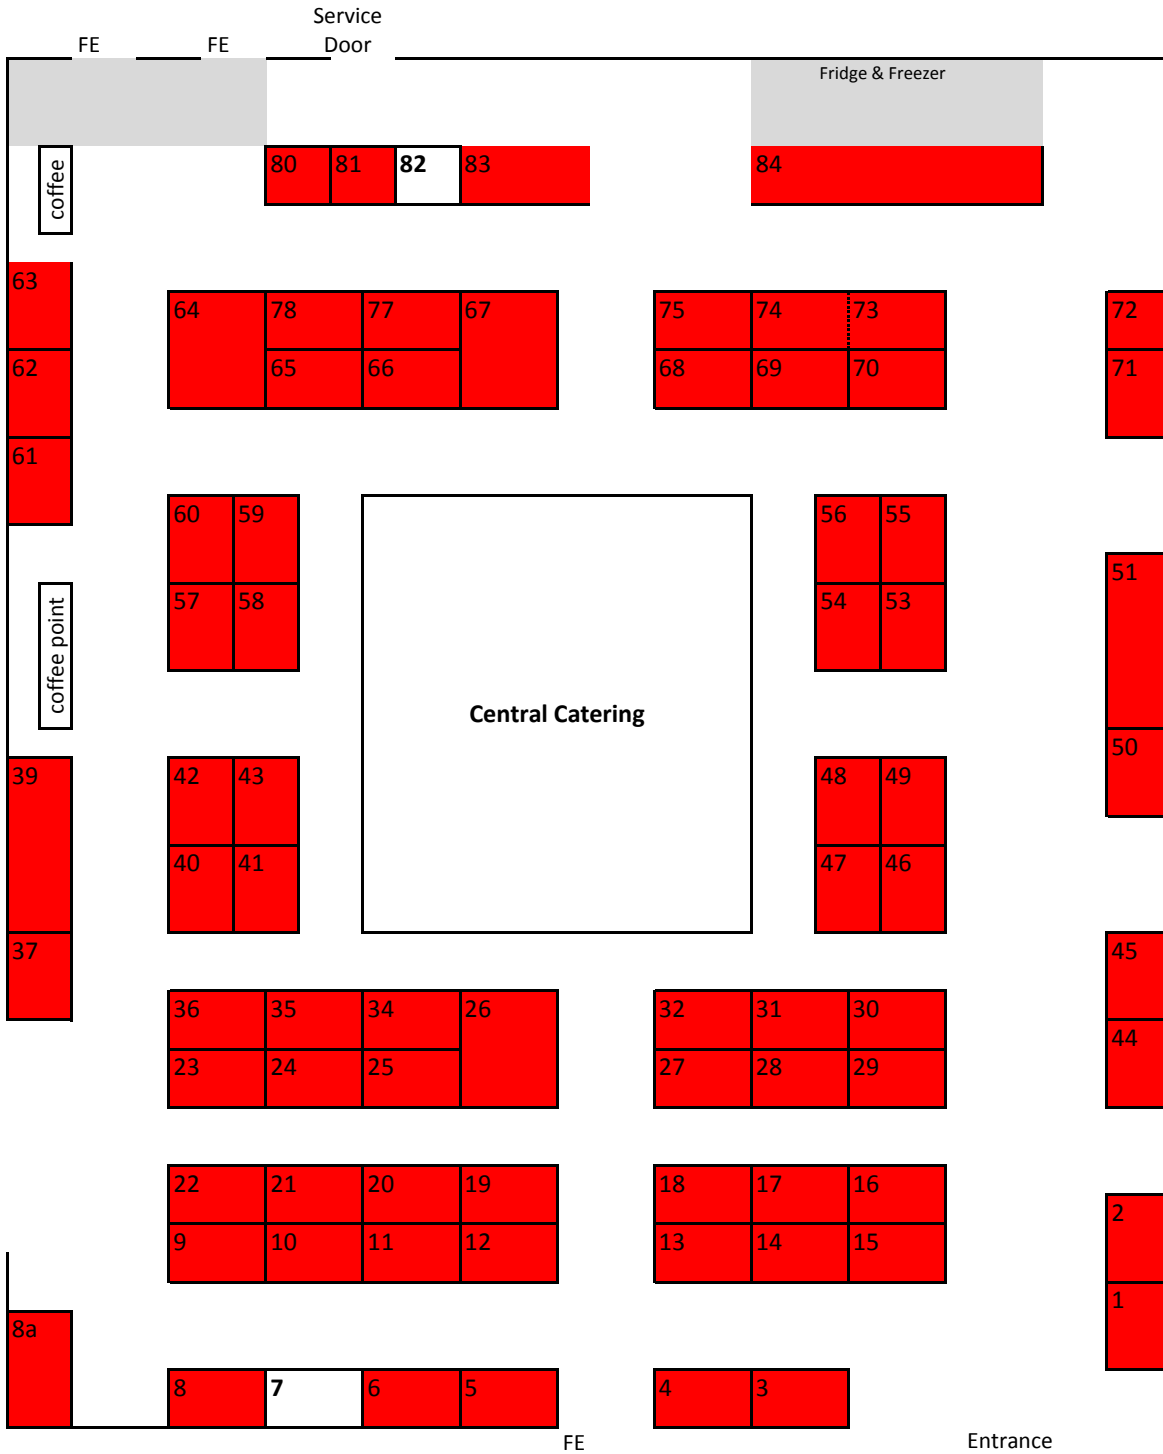 Service
FE FE Door
Fridge & Freezer
coffee
80 81 82 83 84
63
64 78 77 67 75 74 73 72
62 65 66 68 69 70 71
61
60 59 56 55
51
57 58 54 53
coffee point
Central Catering
50
39 42 43 48 49
40 41 47 46
37 45
36 35 34 26 32 31 30
44
23 24 25 27 28 29
22 21 20 19 18 17 16
2
9 10 11 12 13 14 15
1
8a
8 7 6 5 4 3
FE Entrance